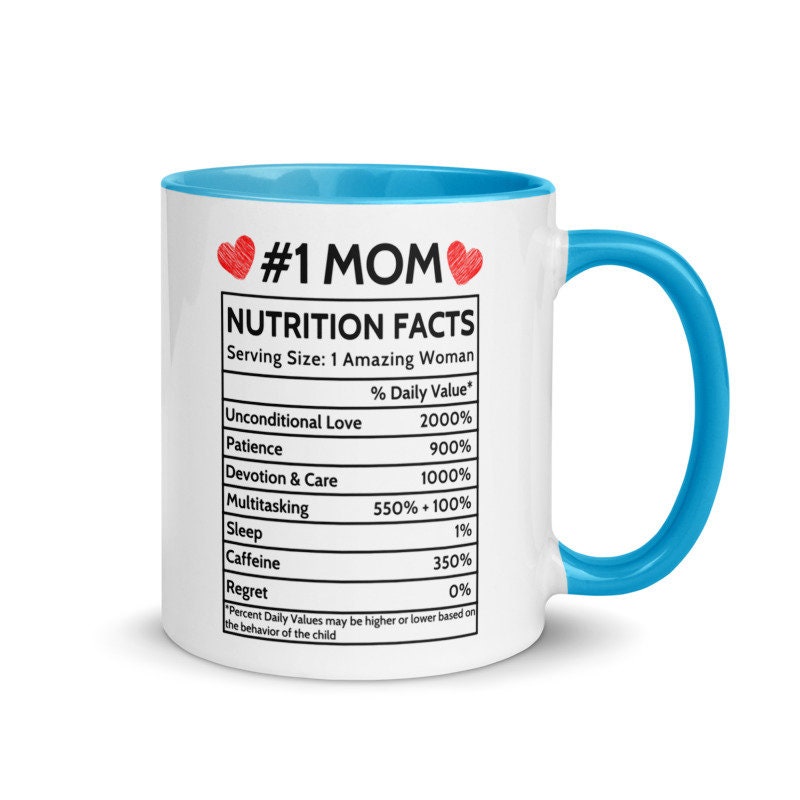 #1 MOM
NUTRITION FACTS
Serving Size: 1 Amazing Woman
% Daily Value*
Unconditional Love 2000%
Patience 900%
Devotion & Care 1000%
Multitasking 550% + 100%
Sleep 1%
Caffeine 350%
Regret 0%
*Percent Daily Values may be higher or lower based on
the behavior of the child